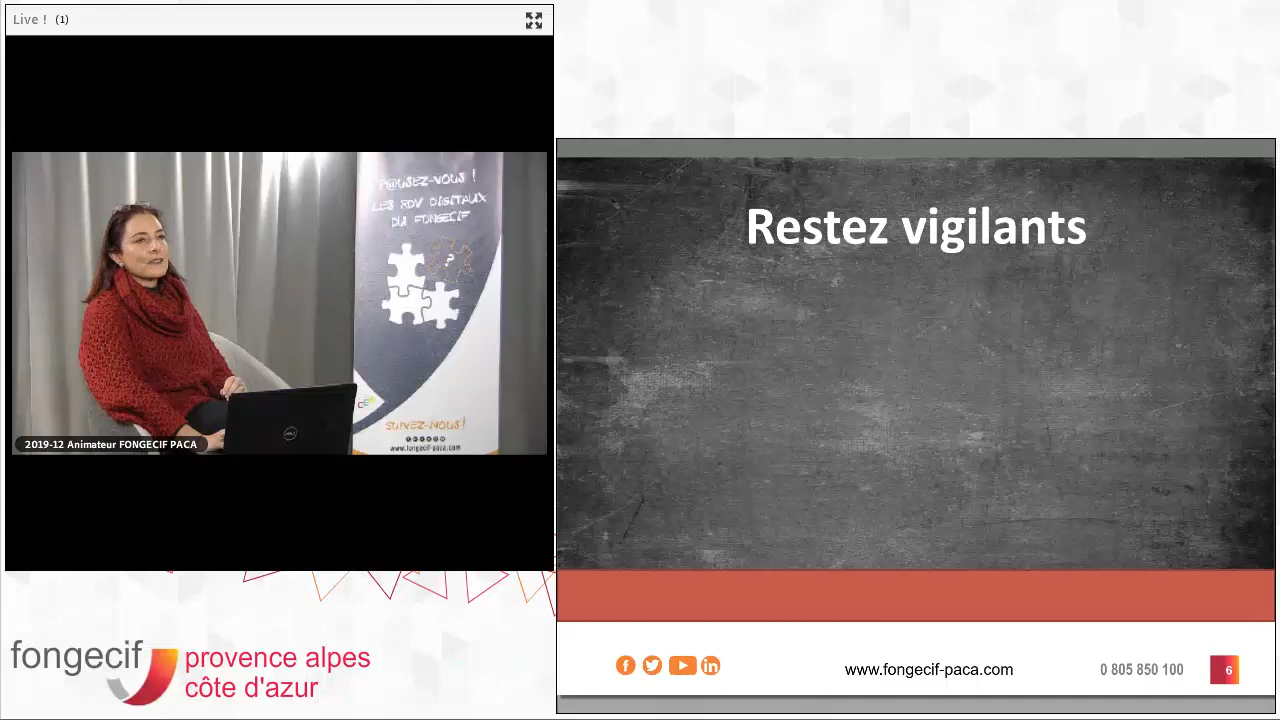 Live ! (1)
P@USEZ-VOUS !
LES RDV DIGITAUX
DU FONGECIF
?
SUIVEZ-NOUS !
www.fongecif-paca.com
DELL
2019-12 Animateur FONGECIF PACA
Restez vigilants
fongecif
provence alpes
côte d'azur
www.fongecif-paca.com
0 805 850 100
6